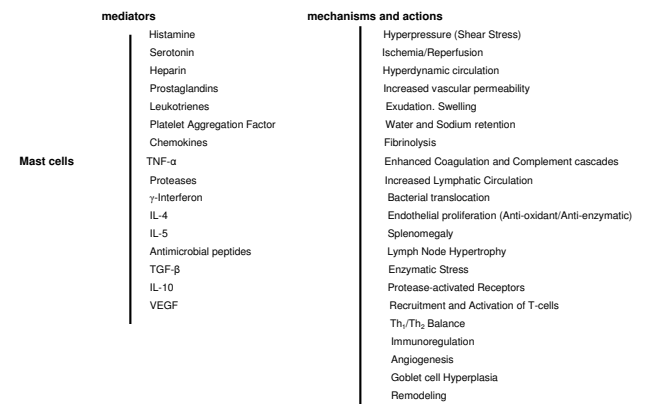 mediators
mechanisms and actions
Histamine
Serotonin
Heparin
Prostaglandins
Leukotrienes
Platelet Aggregation Factor
Chemokines
Mast cells
TNF-α
Proteases
γ-Interferon
IL-4
IL-5
Antimicrobial peptides
TGF-β
IL-10
VEGF
Hyperpressure (Shear Stress)
Ischemia/Reperfusion
Hyperdynamic circulation
Increased vascular permeability
Exudation. Swelling
Water and Sodium retention
Fibrinolysis
Enhanced Coagulation and Complement cascades
Increased Lymphatic Circulation
Bacterial translocation
Endothelial proliferation (Anti-oxidant/Anti-enzymatic)
Splenomegaly
Lymph Node Hypertrophy
Enzymatic Stress
Protease-activated Receptors
Recruitment and Activation of T-cells
Th₁/Th₂ Balance
Immunoregulation
Angiogenesis
Goblet cell Hyperplasia
Remodeling